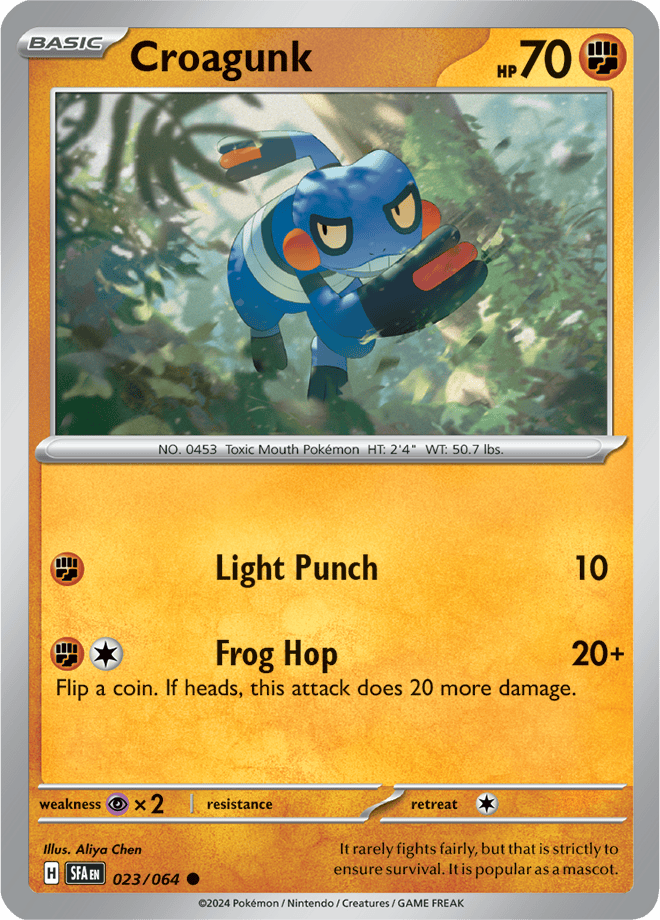 BASIC
Croagunk
HP 70
NO. 0453 Toxic Mouth Pokémon HT: 2'4" WT: 50.7 lbs.
Light Punch 10
Frog Hop 20+
Flip a coin. If heads, this attack does 20 more damage.
weakness ×2 resistance retreat
Illus. Aliya Chen
It rarely fights fairly, but that is strictly to
ensure survival. It is popular as a mascot.
H SFA EN 023/064
©2024 Pokémon / Nintendo / Creatures / GAME FREAK